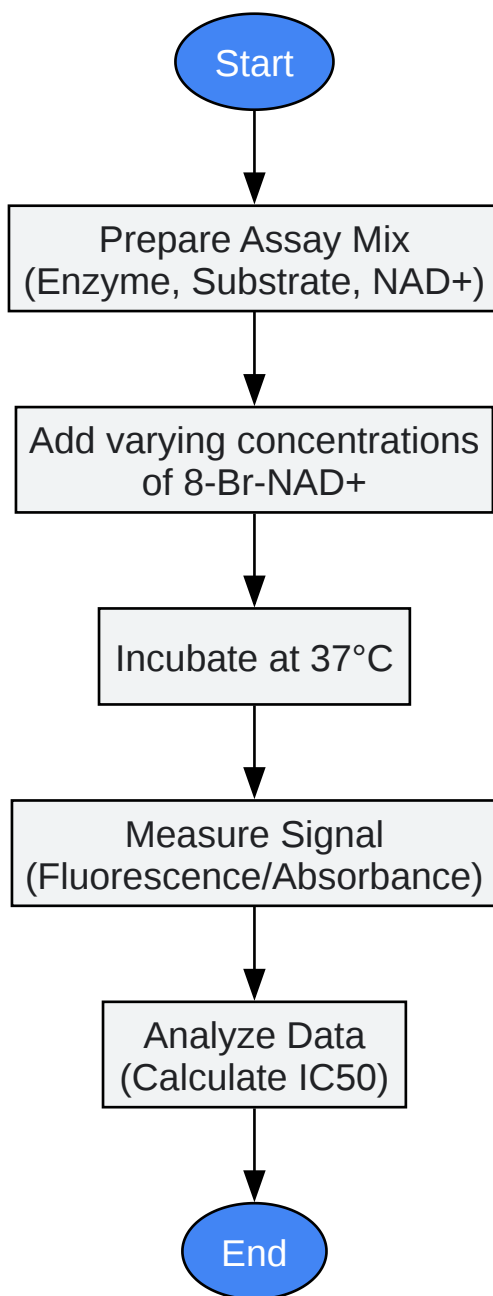 Start
Prepare Assay Mix
(Enzyme, Substrate, NAD+)
Add varying concentrations
of 8-Br-NAD+
Incubate at 37°C
Measure Signal
(Fluorescence/Absorbance)
Analyze Data
(Calculate IC50)
End